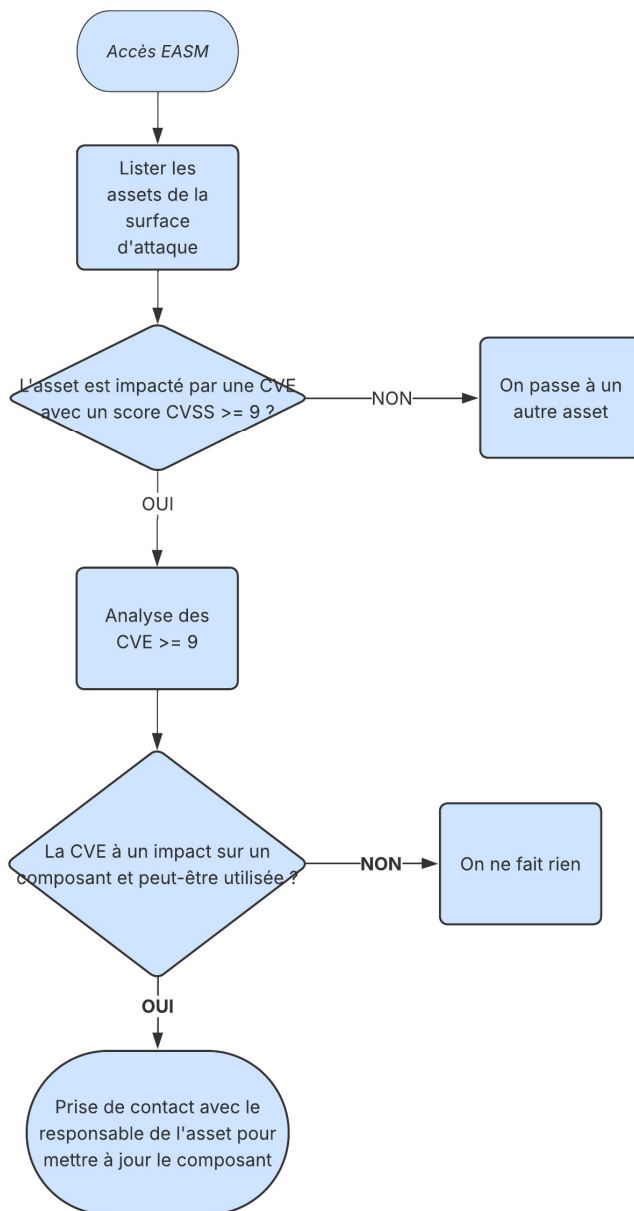 Accès EASM
Lister les
assets de la
surface
d'attaque
L'asset est impacté par une CVE
avec un score CVSS >= 9 ?
NON
On passe à un
autre asset
OUI
Analyse des
CVE >= 9
La CVE à un impact sur un
composant et peut-être utilisée ?
NON
On ne fait rien
OUI
Prise de contact avec le
responsable de l'asset pour
mettre à jour le composant